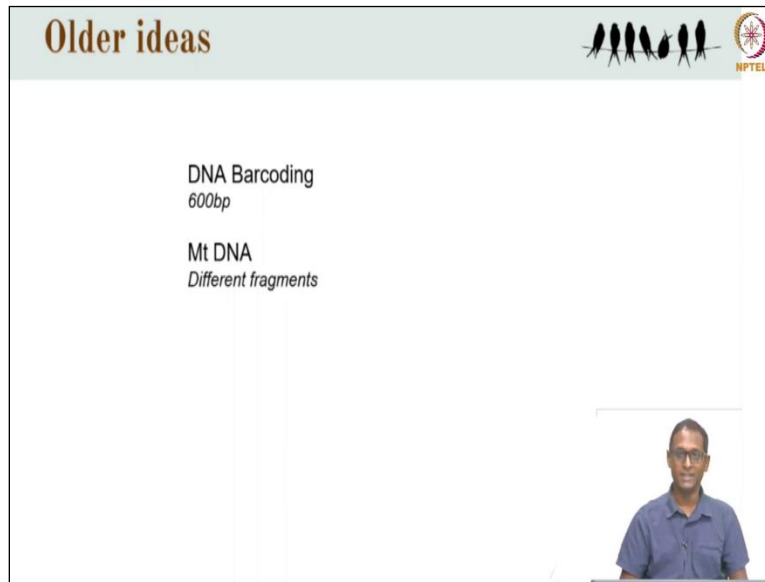 Older ideas
NPTEL
DNA Barcoding
600bp
Mt DNA
Different fragments